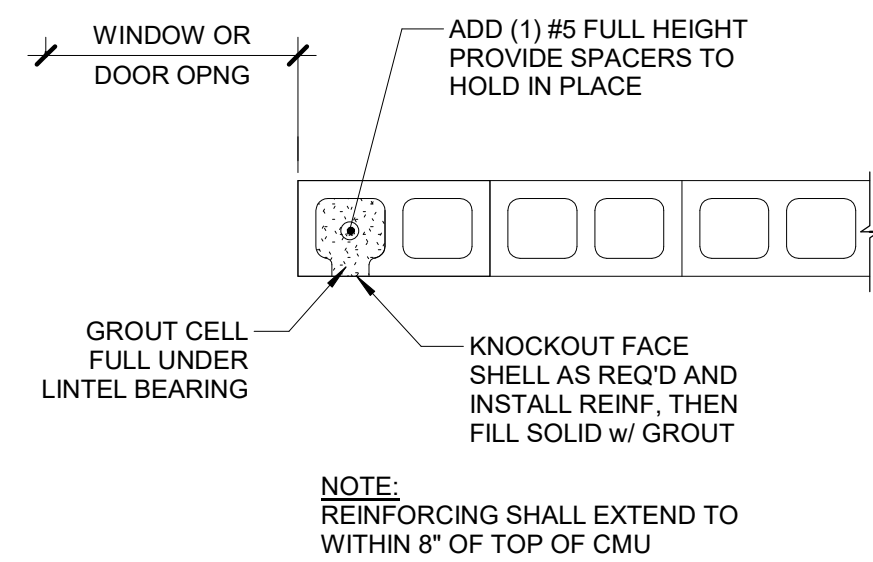 WINDOW OR
DOOR OPNG
ADD (1) #5 FULL HEIGHT
PROVIDE SPACERS TO
HOLD IN PLACE
GROUT CELL
FULL UNDER
LINTEL BEARING
KNOCKOUT FACE
SHELL AS REQ'D AND
INSTALL REINF, THEN
FILL SOLID w/ GROUT
NOTE:
REINFORCING SHALL EXTEND TO
WITHIN 8" OF TOP OF CMU